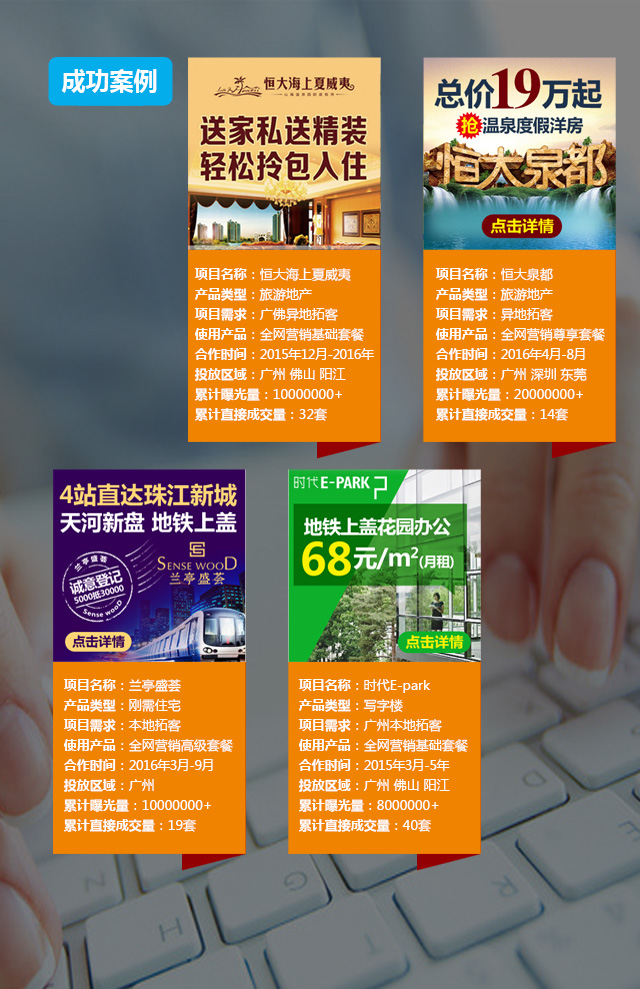 成功案例
恒大海上夏威夷
送家私送精装
轻松拎包入住
项目名称：恒大海上夏威夷
产品类型：旅游地产
项目需求：广佛异地拓客
使用产品：全网营销基础套餐
合作时间：2015年12月-2016年
投放区域：广州 佛山 阳江
累计曝光量：10000000+
累计直接成交量：32套
总价19万起
抢温泉度假洋房
恒大泉都
点击详情
项目名称：恒大泉都
产品类型：旅游地产
项目需求：异地拓客
使用产品：全网营销尊享套餐
合作时间：2016年4月-8月
投放区域：广州 深圳 东莞
累计曝光量：20000000+
累计直接成交量：14套
4站直达珠江新城
天河新盘 地铁上盖
兰亭盛荟
诚意登记
5000抵30000
Sense wooD
SENSE WOOD
兰亭盛荟
点击详情
项目名称：兰亭盛荟
产品类型：刚需住宅
项目需求：本地拓客
使用产品：全网营销高级套餐
合作时间：2016年3月-9月
投放区域：广州
累计曝光量：10000000+
累计直接成交量：19套
时代E-PARK
地铁上盖花园办公
68元/m²(月租)
点击详情
项目名称：时代E-park
产品类型：写字楼
项目需求：广州本地拓客
使用产品：全网营销基础套餐
合作时间：2015年3月-5年
投放区域：广州 佛山 阳江
累计曝光量：8000000+
累计直接成交量：40套